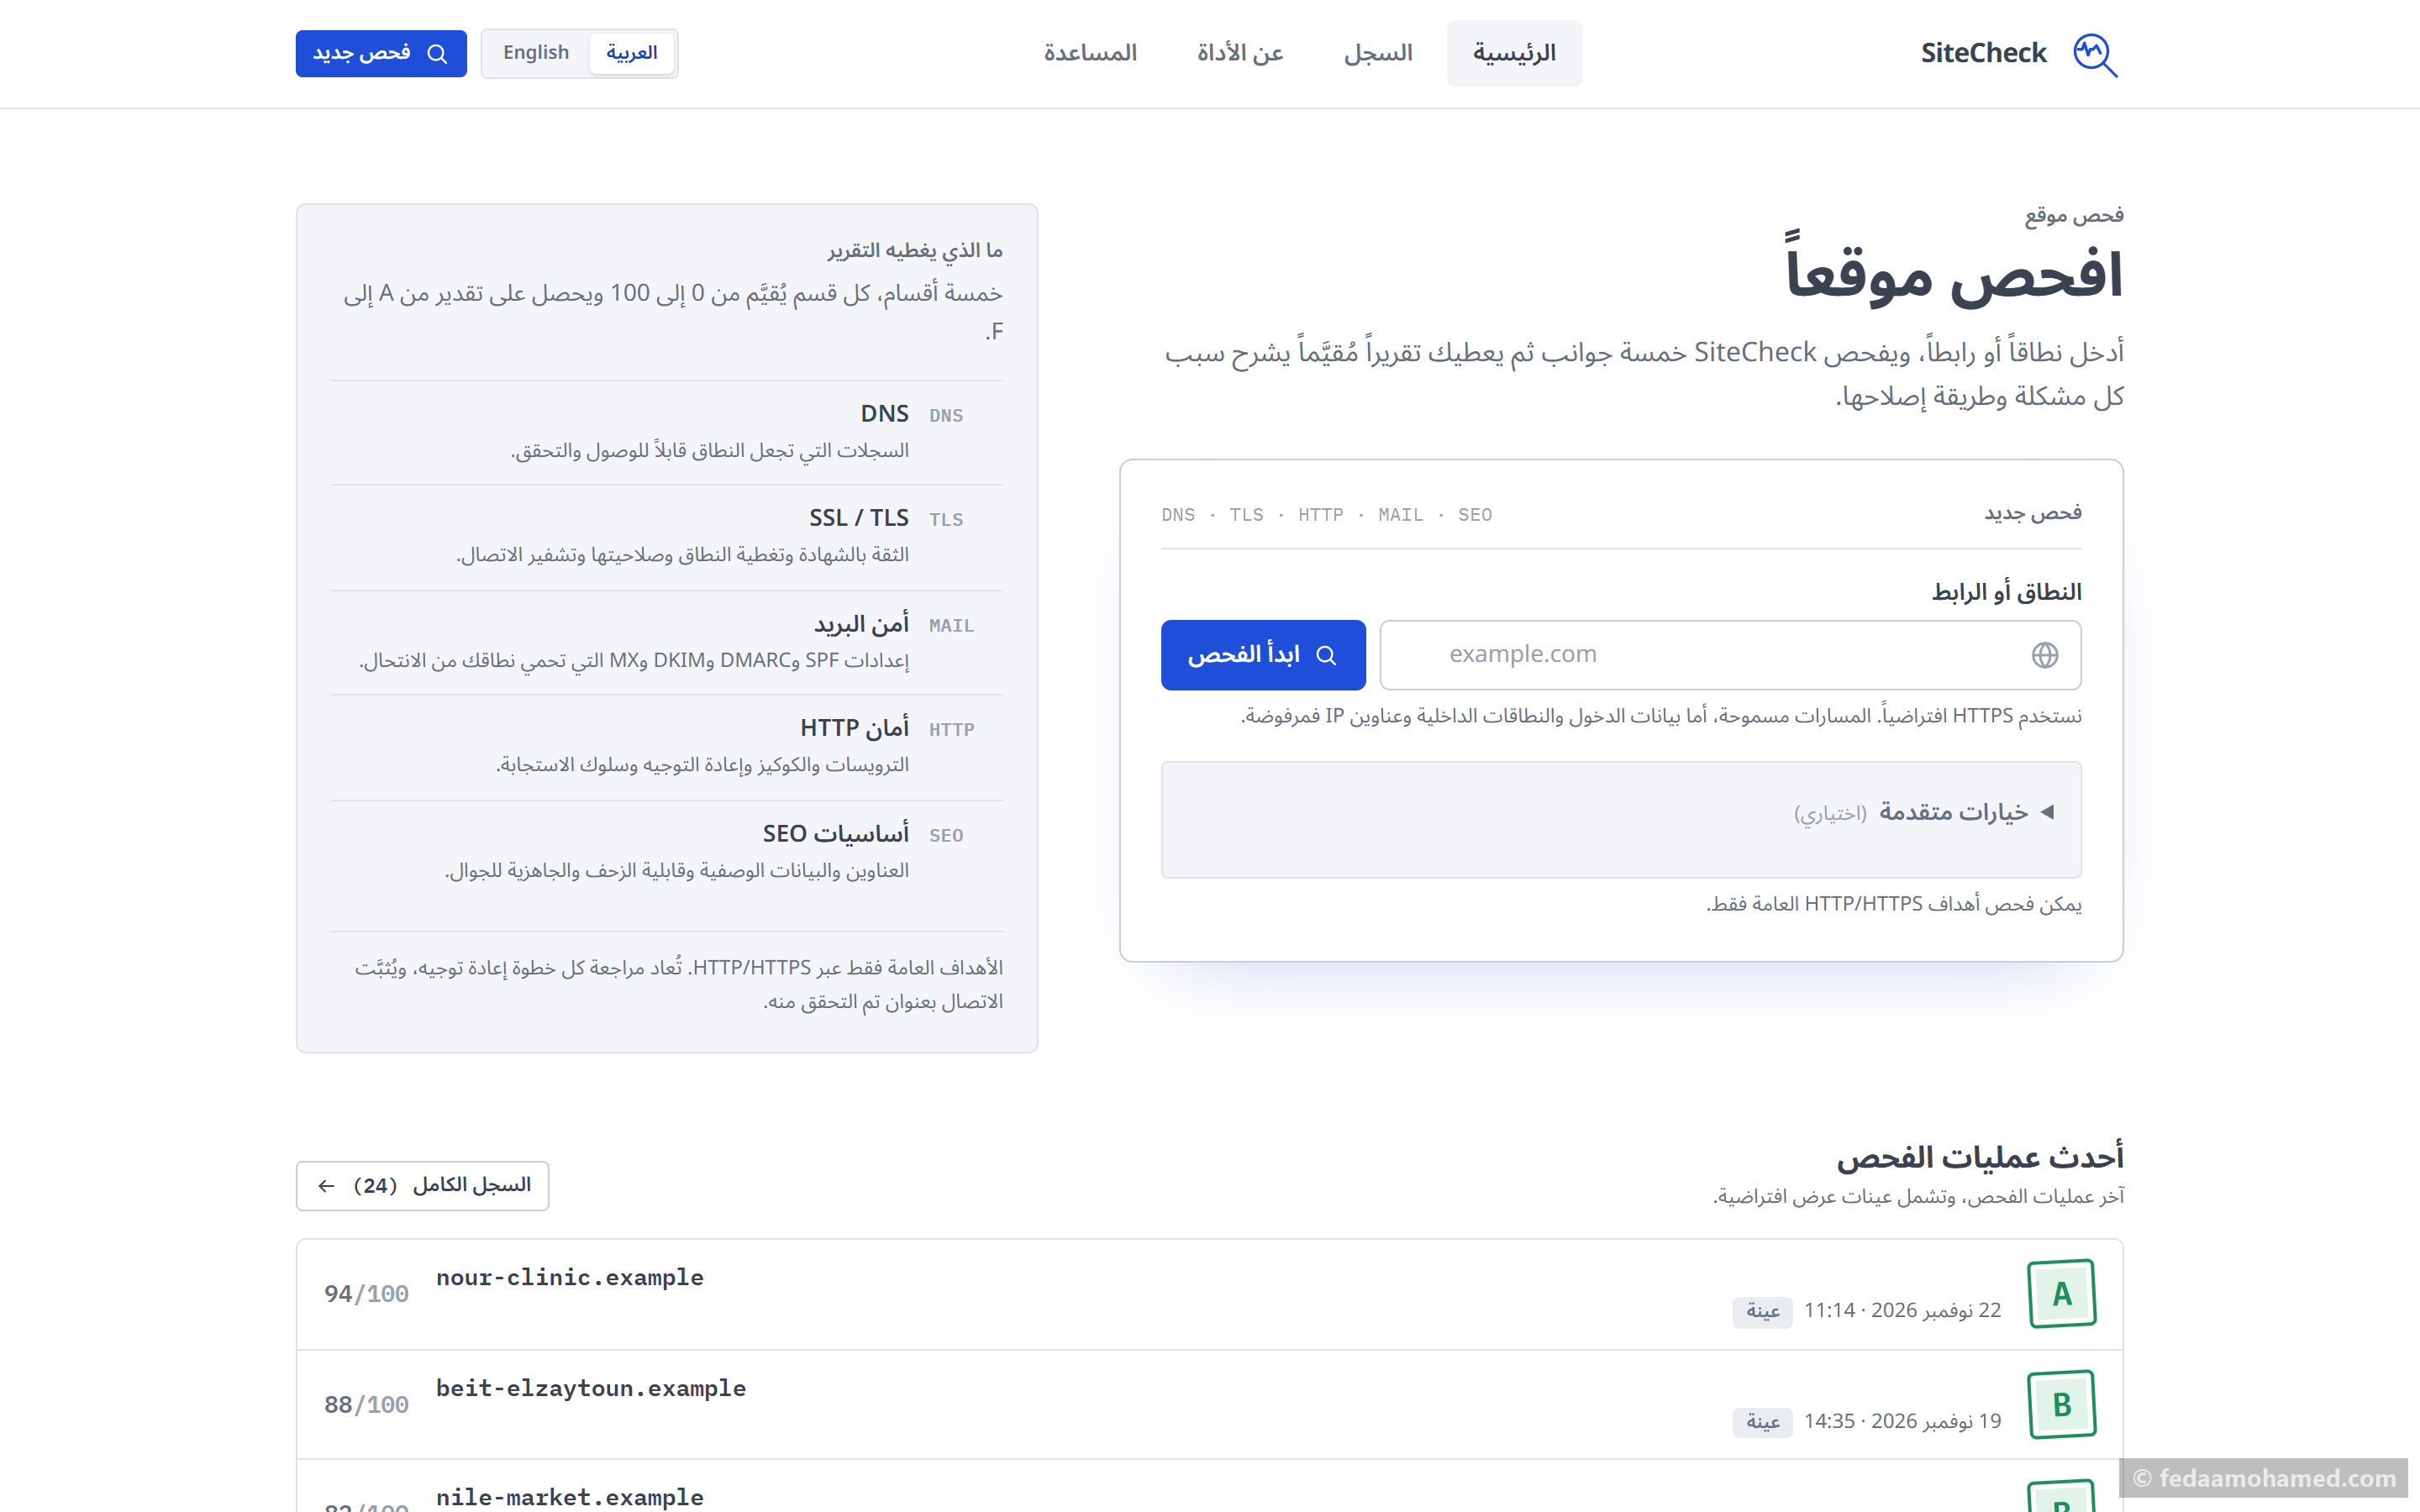 SiteCheck
الرئيسية
السجل
عن الأداة
المساعدة
العربية
English
فحص جديد
فحص موقع
افحص موقعاً
أدخل نطاقاً أو رابطاً، ويفحص SiteCheck خمسة جوانب ثم يعطيك تقريراً مُقيَّماً يشرح سبب
كل مشكلة وطريقة إصلاحها.
فحص جديد
DNS · TLS · HTTP · MAIL · SEO
النطاق أو الرابط
example.com
ابدأ الفحص
نستخدم HTTPS افتراضياً. المسارات مسموحة، أما بيانات الدخول والنطاقات الداخلية وعناوين IP فمرفوضة.
خيارات متقدمة (اختياري)
يمكن فحص أهداف HTTP/HTTPS العامة فقط.
ما الذي يغطيه التقرير
خمسة أقسام، كل قسم يُقيَّم من 0 إلى 100 ويحصل على تقدير من A إلى
F.
DNS DNS
السجلات التي تجعل النطاق قابلاً للوصول والتحقق.
TLS SSL / TLS
الثقة بالشهادة وتغطية النطاق وصلاحيتها وتشفير الاتصال.
MAIL أمن البريد
إعدادات SPF وDMARC وDKIM وMX التي تحمي نطاقك من الانتحال.
HTTP أمان HTTP
الترويسات والكوكيز وإعادة التوجيه وسلوك الاستجابة.
SEO أساسيات SEO
العناوين والبيانات الوصفية وقابلية الزحف والجاهزية للجوال.
الأهداف العامة فقط عبر HTTP/HTTPS. تُعاد مراجعة كل خطوة إعادة توجيه، ويُثبَّت
الاتصال بعنوان تم التحقق منه.
أحدث عمليات الفحص
آخر عمليات الفحص، وتشمل عينات عرض افتراضية.
السجل الكامل (24)
A
nour-clinic.example
22 نوفمبر 2026 · 11:14 عينة
94/100
B
beit-elzaytoun.example
19 نوفمبر 2026 · 14:35 عينة
88/100
nile-market.example
© fedaamohamed.com